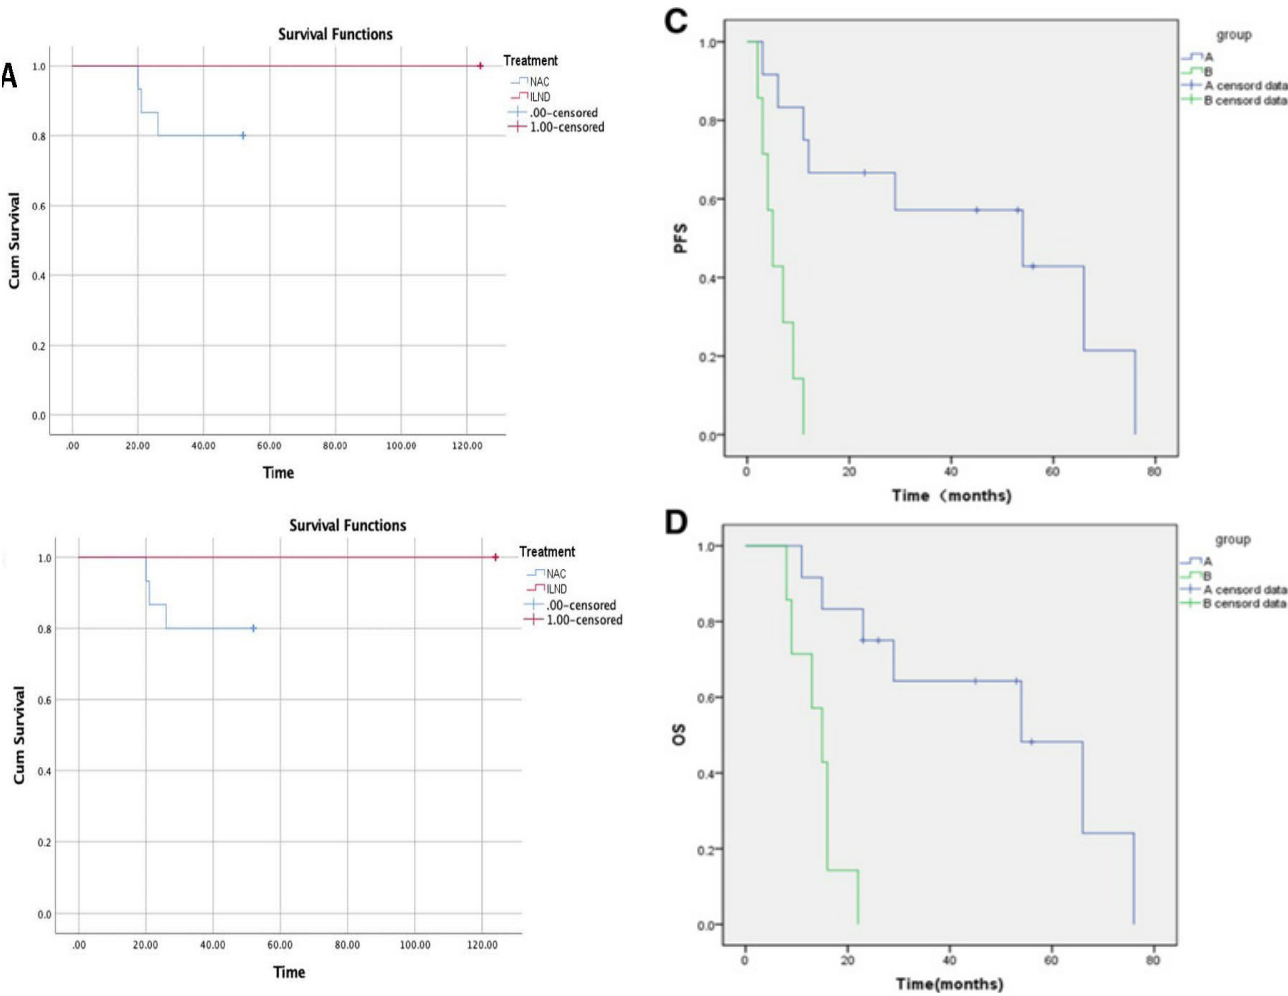 A
Survival Functions
Treatment
NAC
ILND
.00-censored
1.00-censored
1.0
0.8
0.6
0.4
0.2
0.0
Cum Survival
.00 20.00 40.00 60.00 80.00 100.00 120.00
Time
C
group
A
B
A censord data
B censord data
1.0
0.8
0.6
0.4
0.2
0.0
PFS
0 20 40 60 80
Time (months)
Survival Functions
Treatment
NAC
ILND
.00-censored
1.00-censored
1.0
0.8
0.6
0.4
0.2
0.0
Cum Survival
.00 20.00 40.00 60.00 80.00 100.00 120.00
Time
D
group
A
B
A censord data
B censord data
1.0
0.8
0.6
0.4
0.2
0.0
OS
0 20 40 60 80
Time(months)